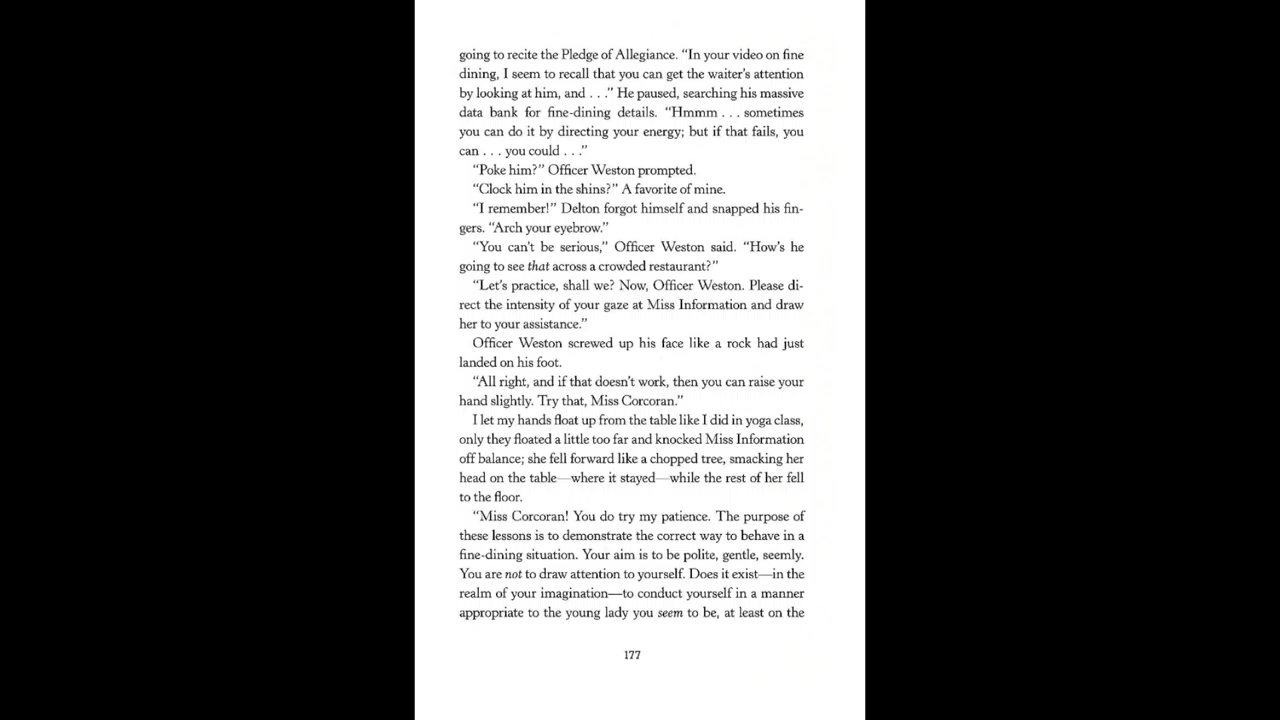 going to recite the Pledge of Allegiance. “In your video on fine
dining, I seem to recall that you can get the waiter’s attention
by looking at him, and . . .” He paused, searching his massive
data bank for fine-dining details. “Hmmm . . . sometimes
you can do it by directing your energy; but if that fails, you
can . . . you could . . .”
“Poke him?” Officer Weston prompted.
“Clock him in the shins?” A favorite of mine.
“I remember!” Delton forgot himself and snapped his fin-
gers. “Arch your eyebrow.”
“You can’t be serious,” Officer Weston said. “How’s he
going to see that across a crowded restaurant?”
“Let’s practice, shall we? Now, Officer Weston. Please di-
rect the intensity of your gaze at Miss Information and draw
her to your assistance.”
Officer Weston screwed up his face like a rock had just
landed on his foot.
“All right, and if that doesn’t work, then you can raise your
hand slightly. Try that, Miss Corcoran.”
I let my hands float up from the table like I did in yoga class,
only they floated a little too far and knocked Miss Information
off balance; she fell forward like a chopped tree, smacking her
head on the table—where it stayed—while the rest of her fell
to the floor.
“Miss Corcoran! You do try my patience. The purpose of
these lessons is to demonstrate the correct way to behave in a
fine-dining situation. Your aim is to be polite, gentle, seemly.
You are not to draw attention to yourself. Does it exist—in the
realm of your imagination—to conduct yourself in a manner
appropriate to the young lady you seem to be, at least on the
177